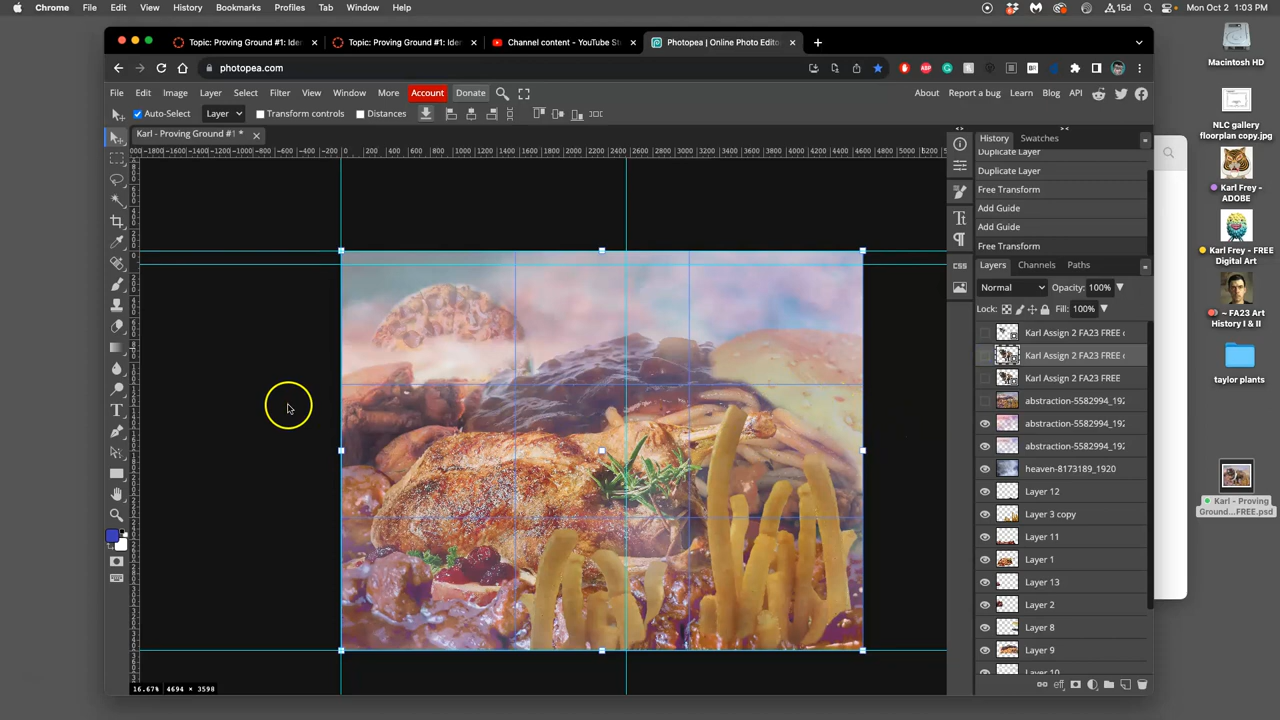 Chrome File Edit View History Bookmarks Profiles Tab Window Help 15d Mon Oct 2 1:03 PM
Topic: Proving Ground #1: Ide Topic: Proving Ground #1: Ide Channel content - YouTube St Photopea | Online Photo Edito
photopea.com
File Edit Image Layer Select Filter View Window More Account Donate About Report a bug Learn Blog API
Auto-Select Layer Transform controls Distances
Karl - Proving Ground #1 *
History Swatches
Duplicate Layer
Duplicate Layer
Free Transform
Add Guide
Add Guide
Free Transform
CSS
Layers Channels Paths
Normal Opacity: 100%
Lock: Fill: 100%
Karl Assign 2 FA23 FREE c
Karl Assign 2 FA23 FREE c
Karl Assign 2 FA23 FREE
abstraction-5582994_192
abstraction-5582994_192
abstraction-5582994_192
heaven-8173189_1920
Layer 12
Layer 3 copy
Layer 11
Layer 1
Layer 13
Layer 2
Layer 8
Layer 9
Layer 10
eff
16.67% 4694 × 3598
Macintosh HD
NLC gallery
floorplan copy.jpg
Karl Frey -
ADOBE
Karl Frey - FREE
Digital Art
~ FA23 Art
History I & II
taylor plants
Karl - Proving
Ground...FREE.psd